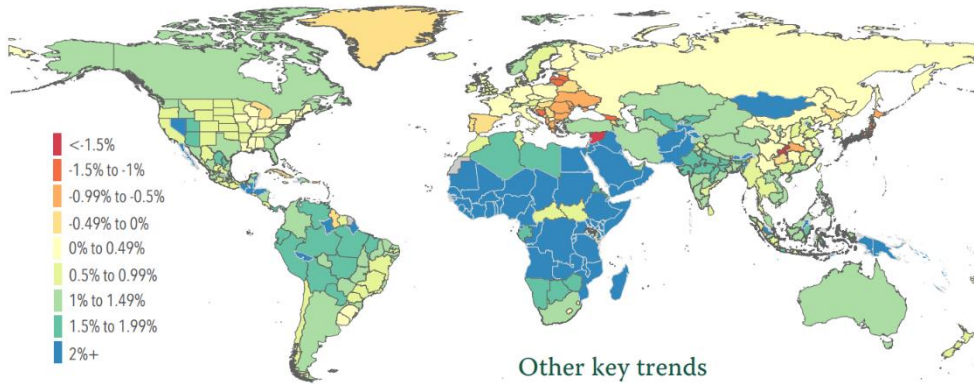 <-1.5%
-1.5% to -1%
-0.99% to -0.5%
-0.49% to 0%
0% to 0.49%
0.5% to 0.99%
1% to 1.49%
1.5% to 1.99%
2%+
Other key trends